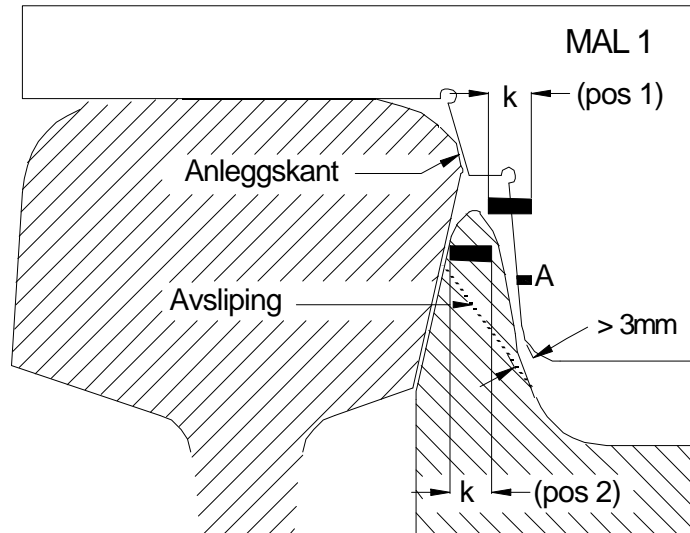 MAL 1
k (pos 1)
Anleggskant
A
Avsliping
> 3mm
k (pos 2)